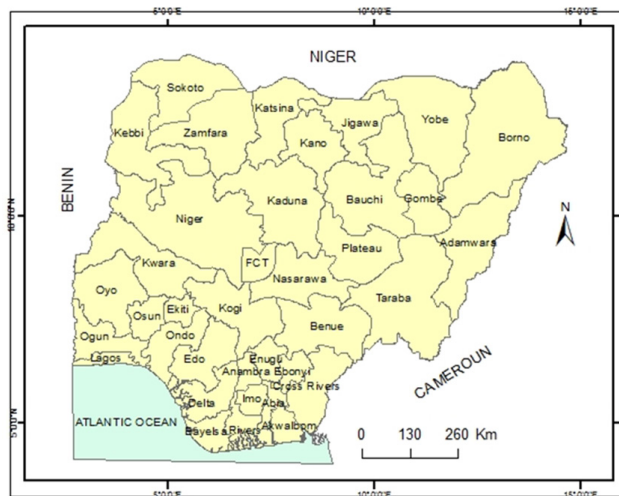 5°0'0"E 10°0'0"E 15°0'0"E
NIGER
Sokoto
Katsina
Jigawa
Yobe
Borno
Kebbi
Zamfara
Kano
BENIN
Kaduna
Bauchi
Gombe
N
10°0'0"N
Niger
Adamwara
Plateau
Kwara
FCT
Nasarawa
Oyo
Taraba
Osun
Ekiti
Kogi
Ogun
Ondo
Benue
Lagos
Edo
Enugu
Anambra
Ebonyi
Cross Rivers
CAMEROUN
Delta
Imo
Abia
ATLANTIC OCEAN
Bayelsa
Rivers
AkwaIbom
5°0'0"N
0 130 260 Km
5°0'0"E 10°0'0"E 15°0'0"E